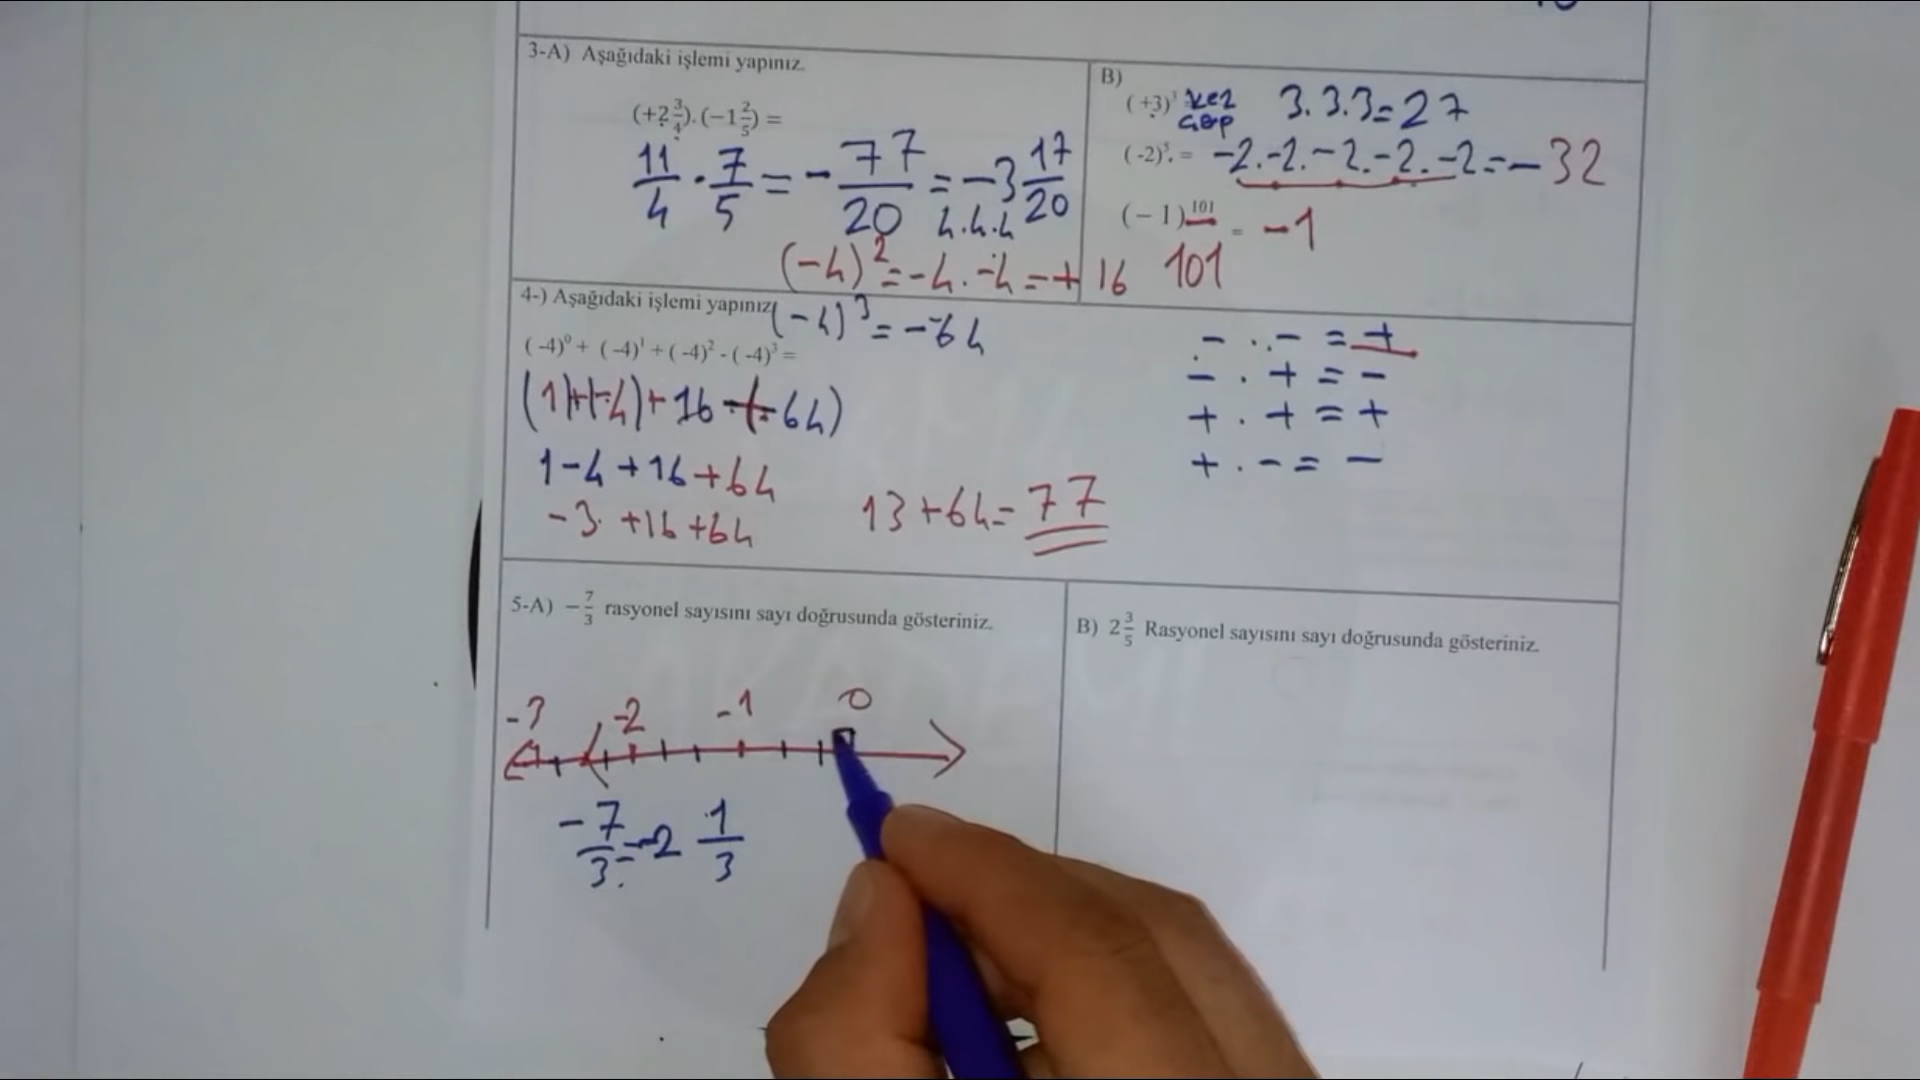 3-A) Aşağıdaki işlemi yapınız.
(+2 3/4).(−1 2/5) =
11/4 . 7/5 = − 77/20 = −3 17/20
4.4.4
(−4)² = −4 . −4 = + 16
B)
(+3)³ kez 3.3.3=27
(-2)⁵. = −2.−2.−2.−2.−2=−32
(− 1)¹⁰¹ = −1
101
4-) Aşağıdaki işlemi yapınız
(−4)³ = −64
(-4)⁰ + (-4)¹ + (-4)² - (-4)³ =
(1)+(−4)+16−(−64)
1−4+16+64
−3 +16+64
13+64=77
− . − = +
− . + = −
+ . + = +
+ . − = −
5-A) − 7/3 rasyonel sayısını sayı doğrusunda gösteriniz.
-3 -2 -1 0
−7/3 = −2 1/3
B) 2 3/5 Rasyonel sayısını sayı doğrusunda gösteriniz.